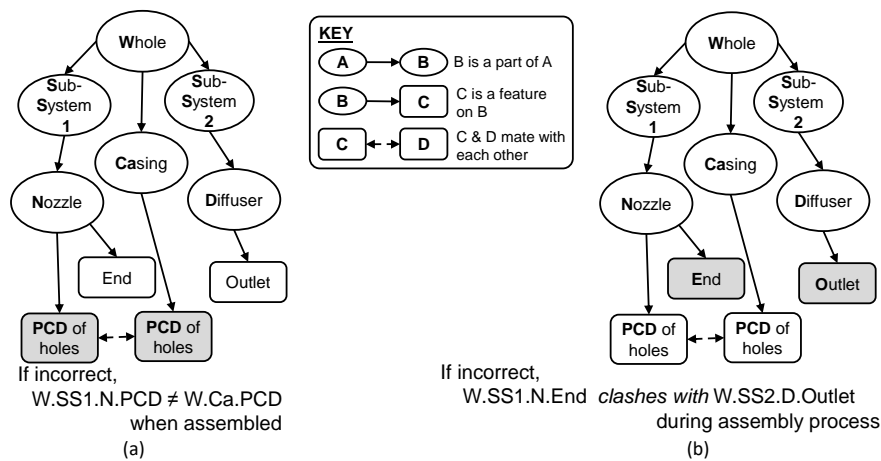 Whole
Sub-
System
1
Sub-
System
2
Casing
Nozzle
Diffuser
End
Outlet
PCD of
holes
PCD of
holes
If incorrect,
W.SS1.N.PCD ≠ W.Ca.PCD
when assembled
(a)
KEY
A B B is a part of A
B C C is a feature
on B
C D C & D mate with
each other
Whole
Sub-
System
1
Sub-
System
2
Casing
Nozzle
Diffuser
End
Outlet
PCD of
holes
PCD of
holes
If incorrect,
W.SS1.N.End clashes with W.SS2.D.Outlet
during assembly process
(b)